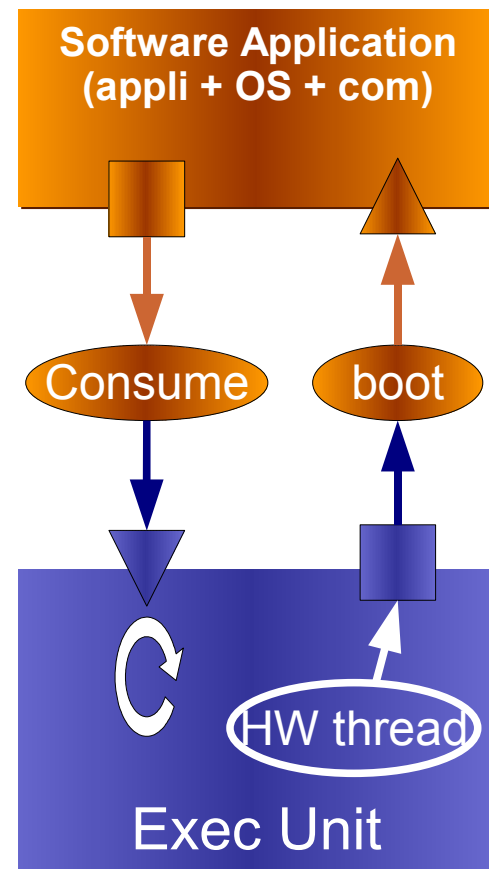 Software Application
(appli + OS + com)
Consume
boot
HW thread
Exec Unit